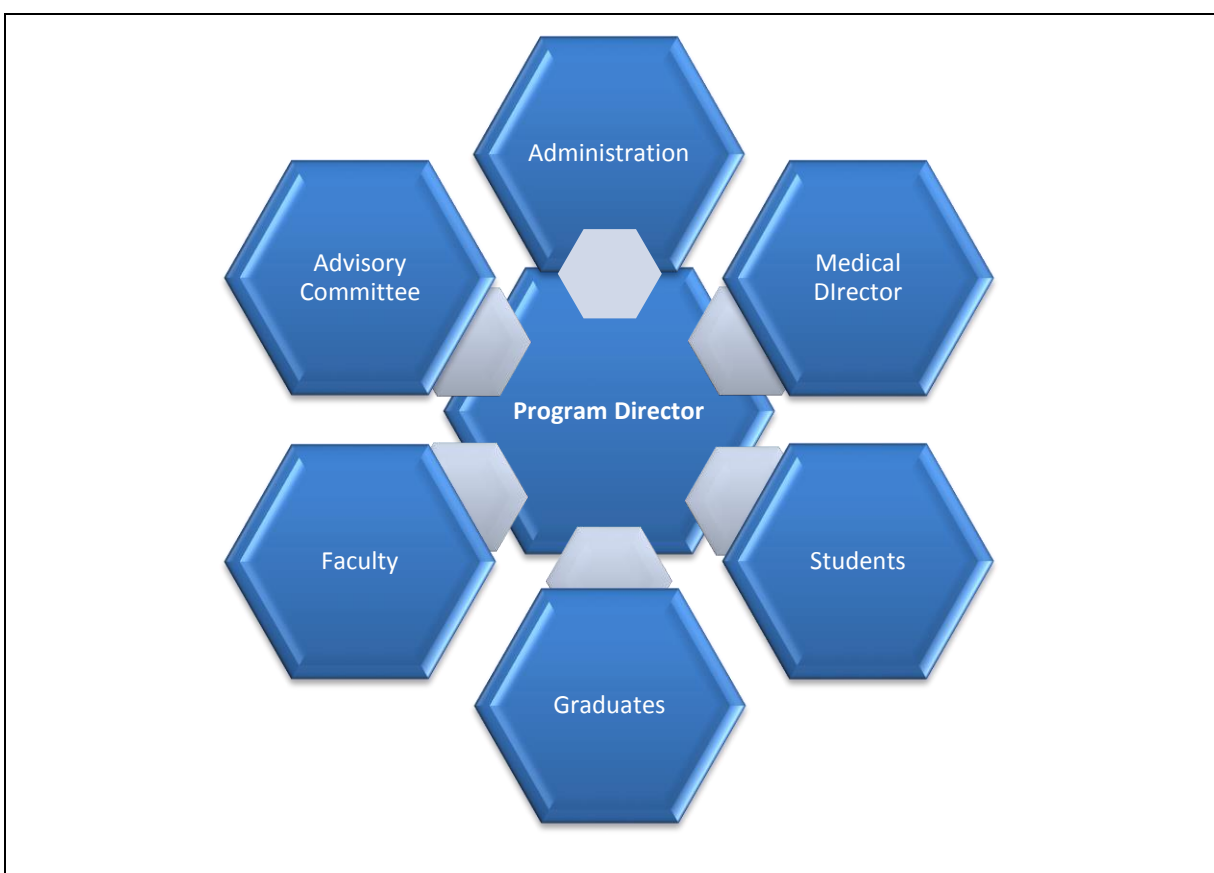 Administration
Advisory
Committee
Medical
DIrector
Program Director
Faculty
Students
Graduates